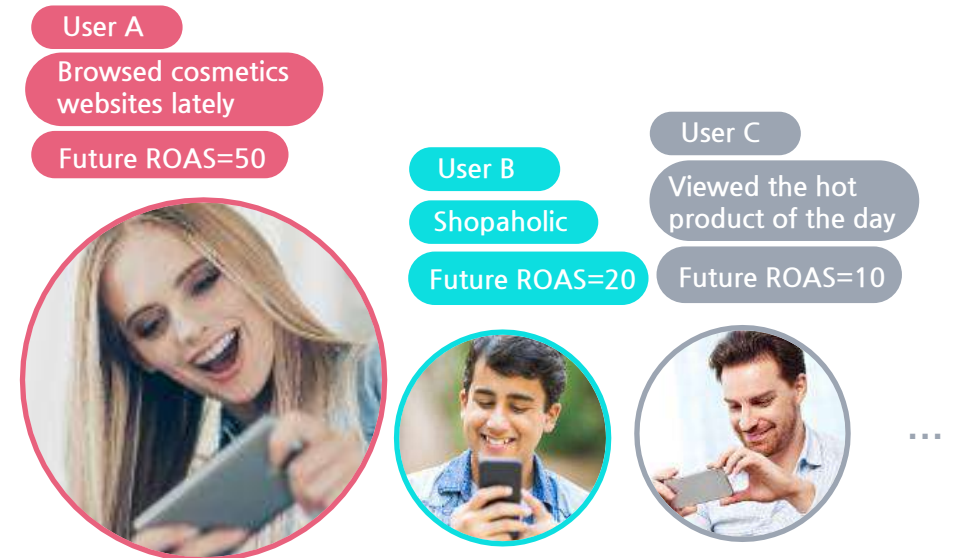 User A
Browsed cosmetics
websites lately
Future ROAS=50
User B
Shopaholic
Future ROAS=20
User C
Viewed the hot
product of the day
Future ROAS=10
...